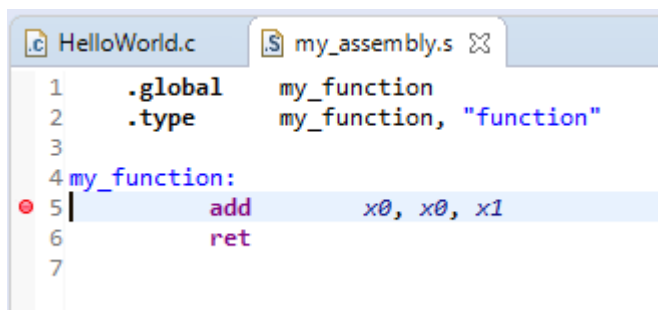 .c HelloWorld.c .S my_assembly.s
1 .global my_function
2 .type my_function, "function"
3
4 my_function:
5 add x0, x0, x1
6 ret
7